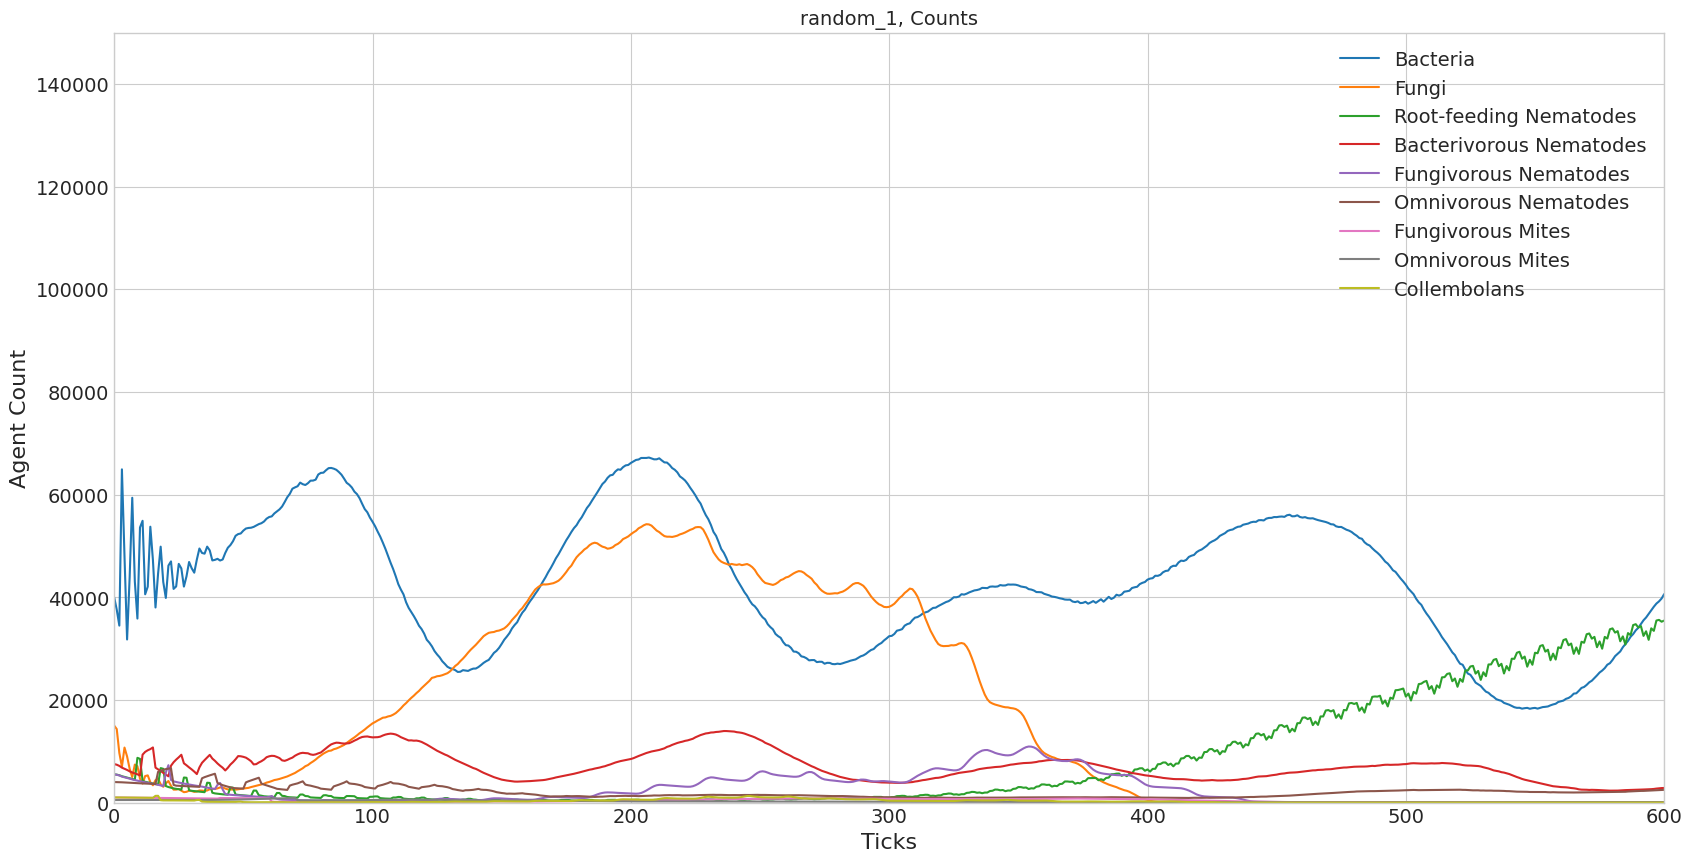 random_1, Counts
140000
120000
100000
80000
60000
40000
20000
0
Agent Count
Bacteria
Fungi
Root-feeding Nematodes
Bacterivorous Nematodes
Fungivorous Nematodes
Omnivorous Nematodes
Fungivorous Mites
Omnivorous Mites
Collembolans
0 100 200 300 400 500 600
Ticks